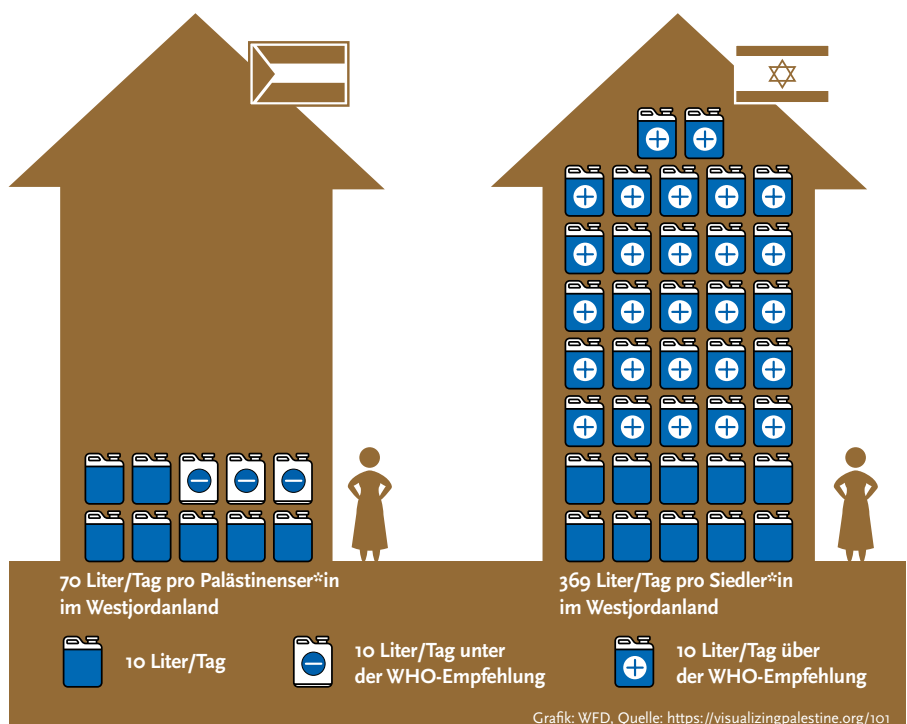 70 Liter/Tag pro Palästinenser*in
im Westjordanland
369 Liter/Tag pro Siedler*in
im Westjordanland
10 Liter/Tag
10 Liter/Tag unter
der WHO-Empfehlung
10 Liter/Tag über
der WHO-Empfehlung
Grafik: WFD, Quelle: https://visualizingpalestine.org/101